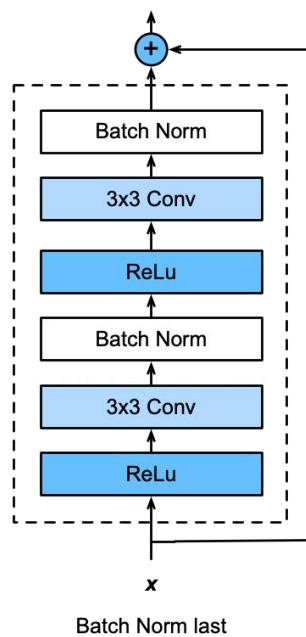 +
Batch Norm
3x3 Conv
ReLu
Batch Norm
3x3 Conv
ReLu
x
Batch Norm last